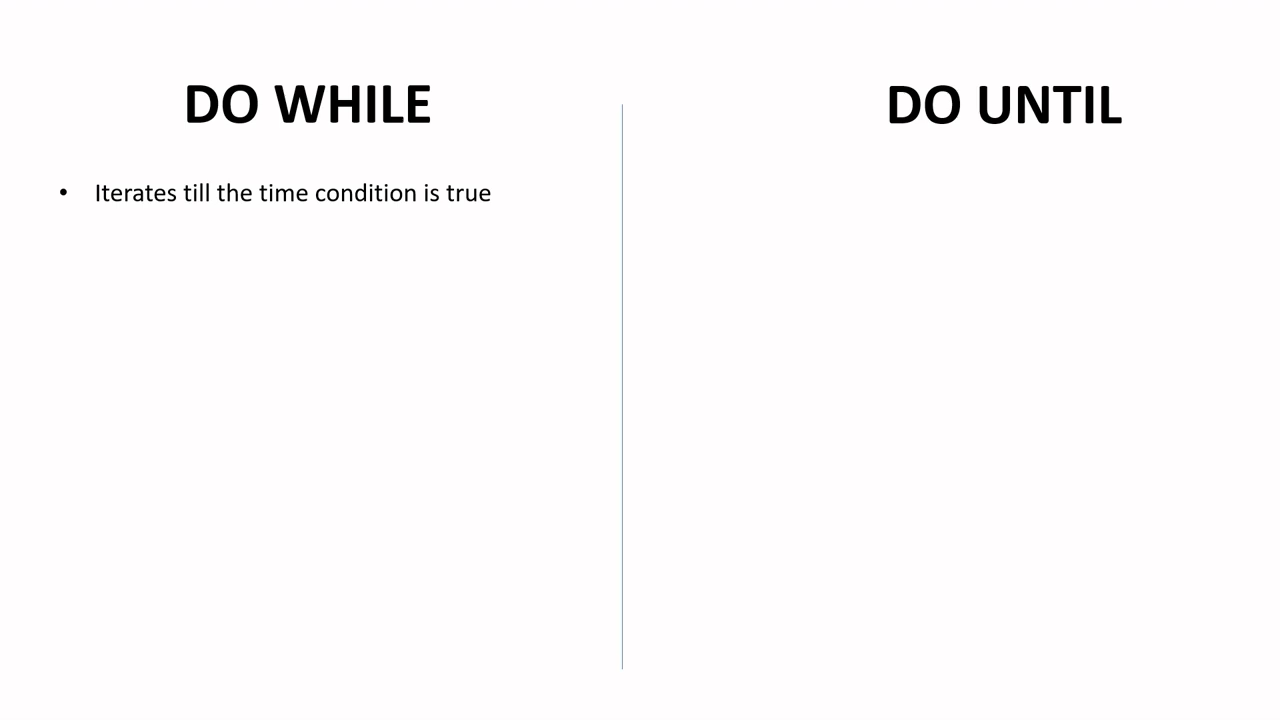 DO WHILE
• Iterates till the time condition is true
DO UNTIL